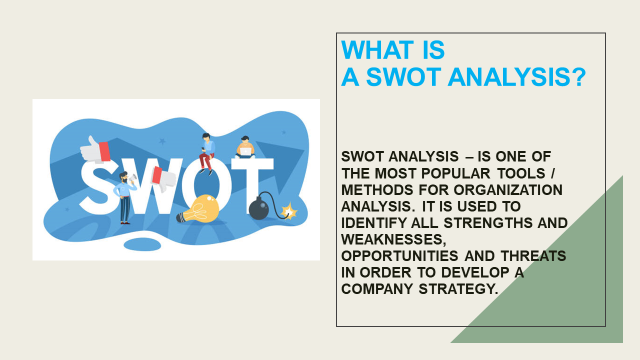 WHAT IS
A SWOT ANALYSIS?
SWOT
SWOT ANALYSIS – IS ONE OF
THE MOST POPULAR TOOLS /
METHODS FOR ORGANIZATION
ANALYSIS. IT IS USED TO
IDENTIFY ALL STRENGTHS AND
WEAKNESSES,
OPPORTUNITIES AND THREATS
IN ORDER TO DEVELOP A
COMPANY STRATEGY.